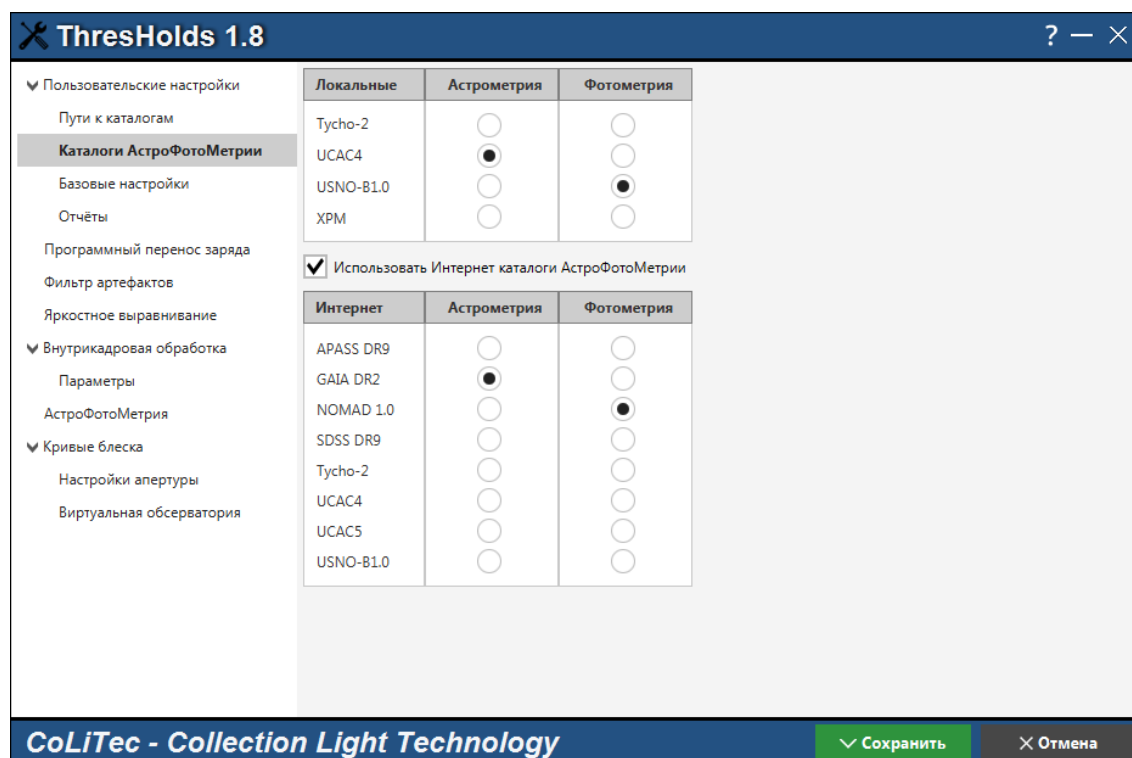 ThresHolds 1.8
? — ×
Пользовательские настройки
Пути к каталогам
Каталоги АстроФотоМетрии
Базовые настройки
Отчёты
Программный перенос заряда
Фильтр артефактов
Яркостное выравнивание
Внутрикадровая обработка
Параметры
АстроФотоМетрия
Кривые блеска
Настройки апертуры
Виртуальная обсерватория
Локальные Астрометрия Фотометрия
Tycho-2
UCAC4
USNO-B1.0
XPM
Использовать Интернет каталоги АстроФотоМетрии
Интернет Астрометрия Фотометрия
APASS DR9
GAIA DR2
NOMAD 1.0
SDSS DR9
Tycho-2
UCAC4
UCAC5
USNO-B1.0
CoLiTec - Collection Light Technology
Сохранить
Отмена